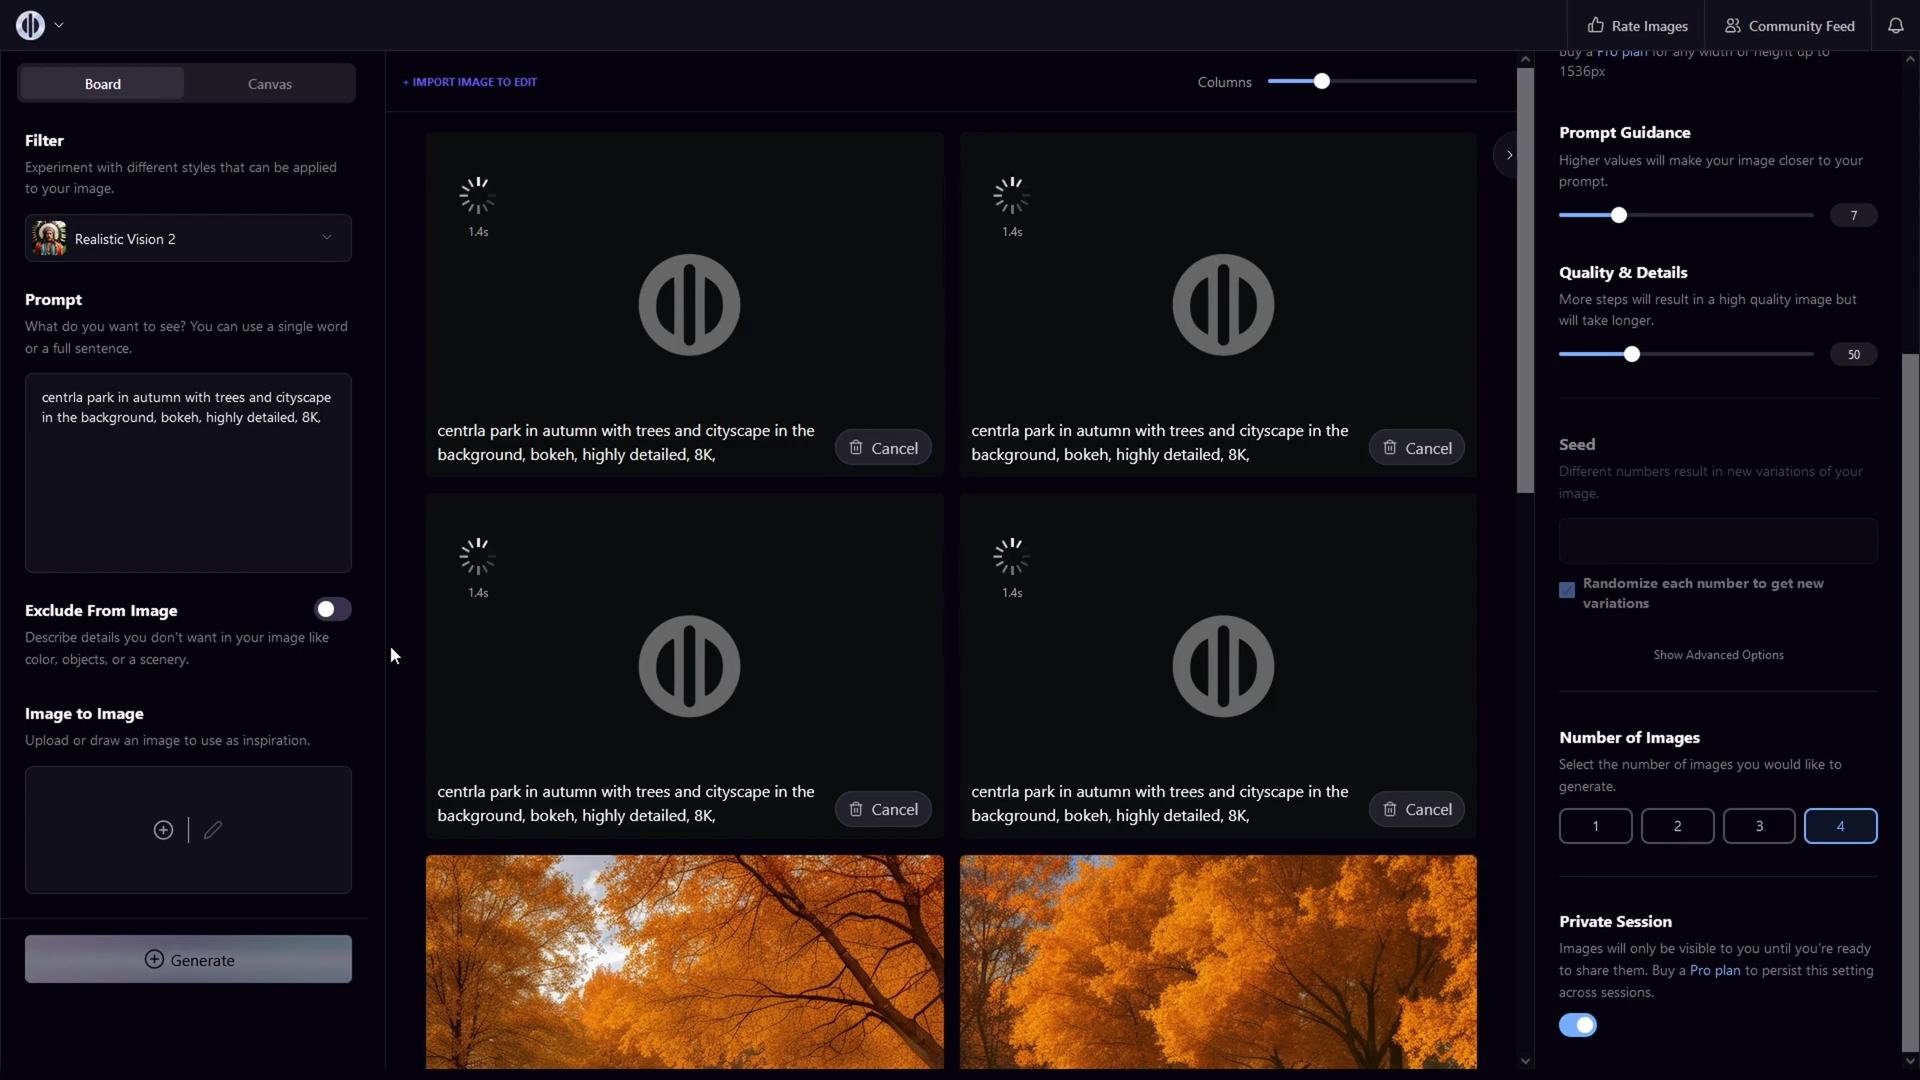 Rate Images
Community Feed
Board
Canvas
Filter
Experiment with different styles that can be applied
to your image.
Realistic Vision 2
Prompt
What do you want to see? You can use a single word
or a full sentence.
centrla park in autumn with trees and cityscape
in the background, bokeh, highly detailed, 8K,
Exclude From Image
Describe details you don't want in your image like
color, objects, or a scenery.
Image to Image
Upload or draw an image to use as inspiration.
Generate
+ IMPORT IMAGE TO EDIT
Columns
1.4s
centrla park in autumn with trees and cityscape in the
background, bokeh, highly detailed, 8K,
Cancel
1.4s
centrla park in autumn with trees and cityscape in the
background, bokeh, highly detailed, 8K,
Cancel
1.4s
centrla park in autumn with trees and cityscape in the
background, bokeh, highly detailed, 8K,
Cancel
1.4s
centrla park in autumn with trees and cityscape in the
background, bokeh, highly detailed, 8K,
Cancel
buy a Pro plan for any width or height up to
1536px
Prompt Guidance
Higher values will make your image closer to your
prompt.
7
Quality & Details
More steps will result in a high quality image but
will take longer.
50
Seed
Different numbers result in new variations of your
image.
Randomize each number to get new
variations
Show Advanced Options
Number of Images
Select the number of images you would like to
generate.
1
2
3
4
Private Session
Images will only be visible to you until you're ready
to share them. Buy a Pro plan to persist this setting
across sessions.